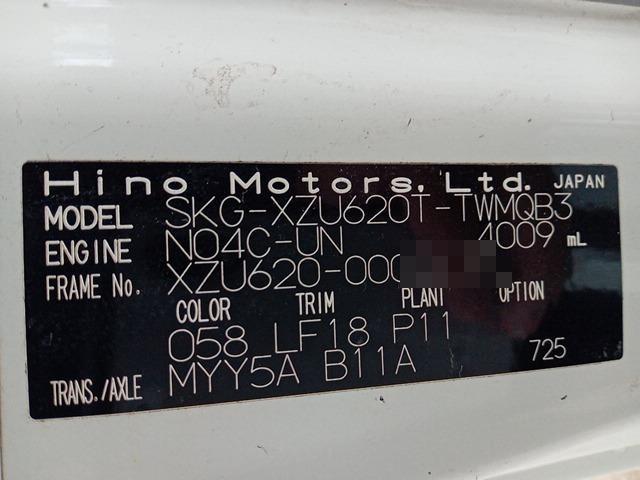 Hino Motors, Ltd. JAPAN
MODEL SKG-XZU620T-TWMQB3
ENGINE N04C-UN 4009 mL
FRAME No. XZU620-000
COLOR TRIM PLANT OPTION
058 LF18 P11
TRANS./AXLE MYY5A B11A 725